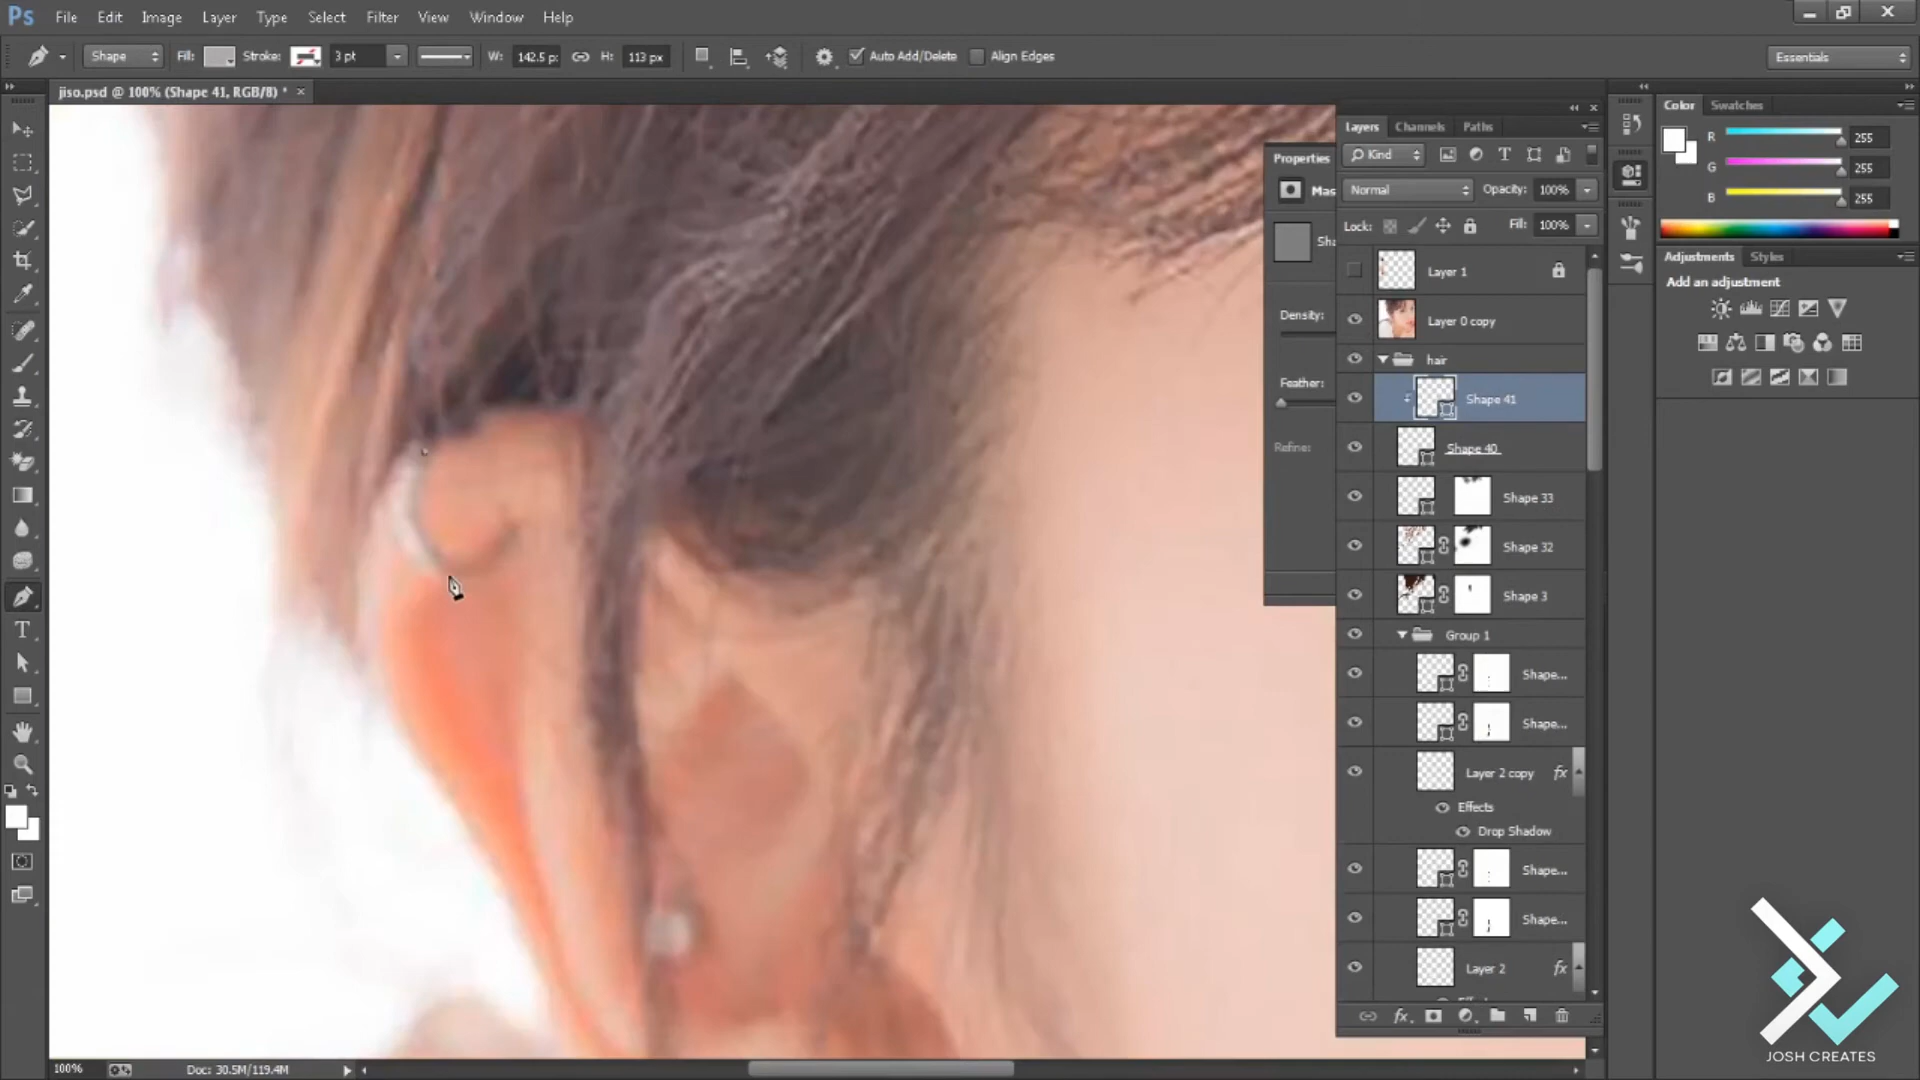 Ps File Edit Image Layer Type Select Filter View Window Help
Shape Fill: Stroke: 3 pt W: 142.5 p: H: 113 px Auto Add/Delete Align Edges Essentials
jiso.psd @ 100% (Shape 41, RGB/8) * ×
Color Swatches
R 255
G 255
B 255
Adjustments Styles
Add an adjustment
Properties
Mas
Sha
Density:
Feather:
Refine:
Layers Channels Paths
Kind
Normal Opacity: 100%
Lock: Fill: 100%
Layer 1
Layer 0 copy
hair
Shape 41
Shape 40
Shape 33
Shape 32
Shape 3
Group 1
Shape...
Shape...
Layer 2 copy fx
Effects
Drop Shadow
Shape...
Shape...
Layer 2 fx
fx
100% Doc: 30.5M/119.4M
JOSH CREATES